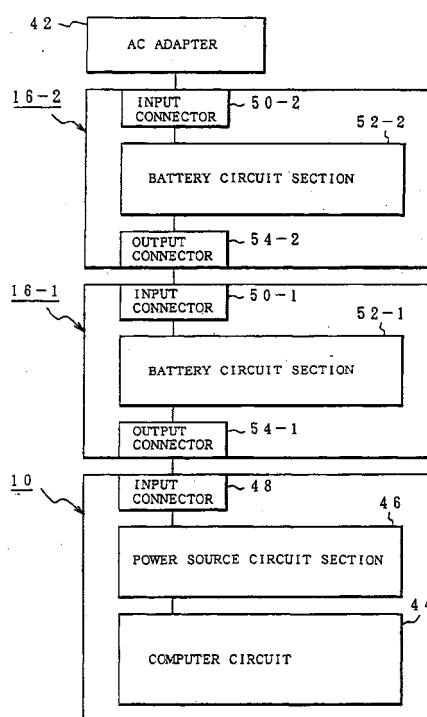 42
AC ADAPTER
16-2
INPUT
CONNECTOR
50-2
52-2
BATTERY CIRCUIT SECTION
OUTPUT
CONNECTOR
54-2
16-1
INPUT
CONNECTOR
50-1
52-1
BATTERY CIRCUIT SECTION
OUTPUT
CONNECTOR
54-1
10
INPUT
CONNECTOR
48
46
POWER SOURCE CIRCUIT SECTION
44
COMPUTER CIRCUIT